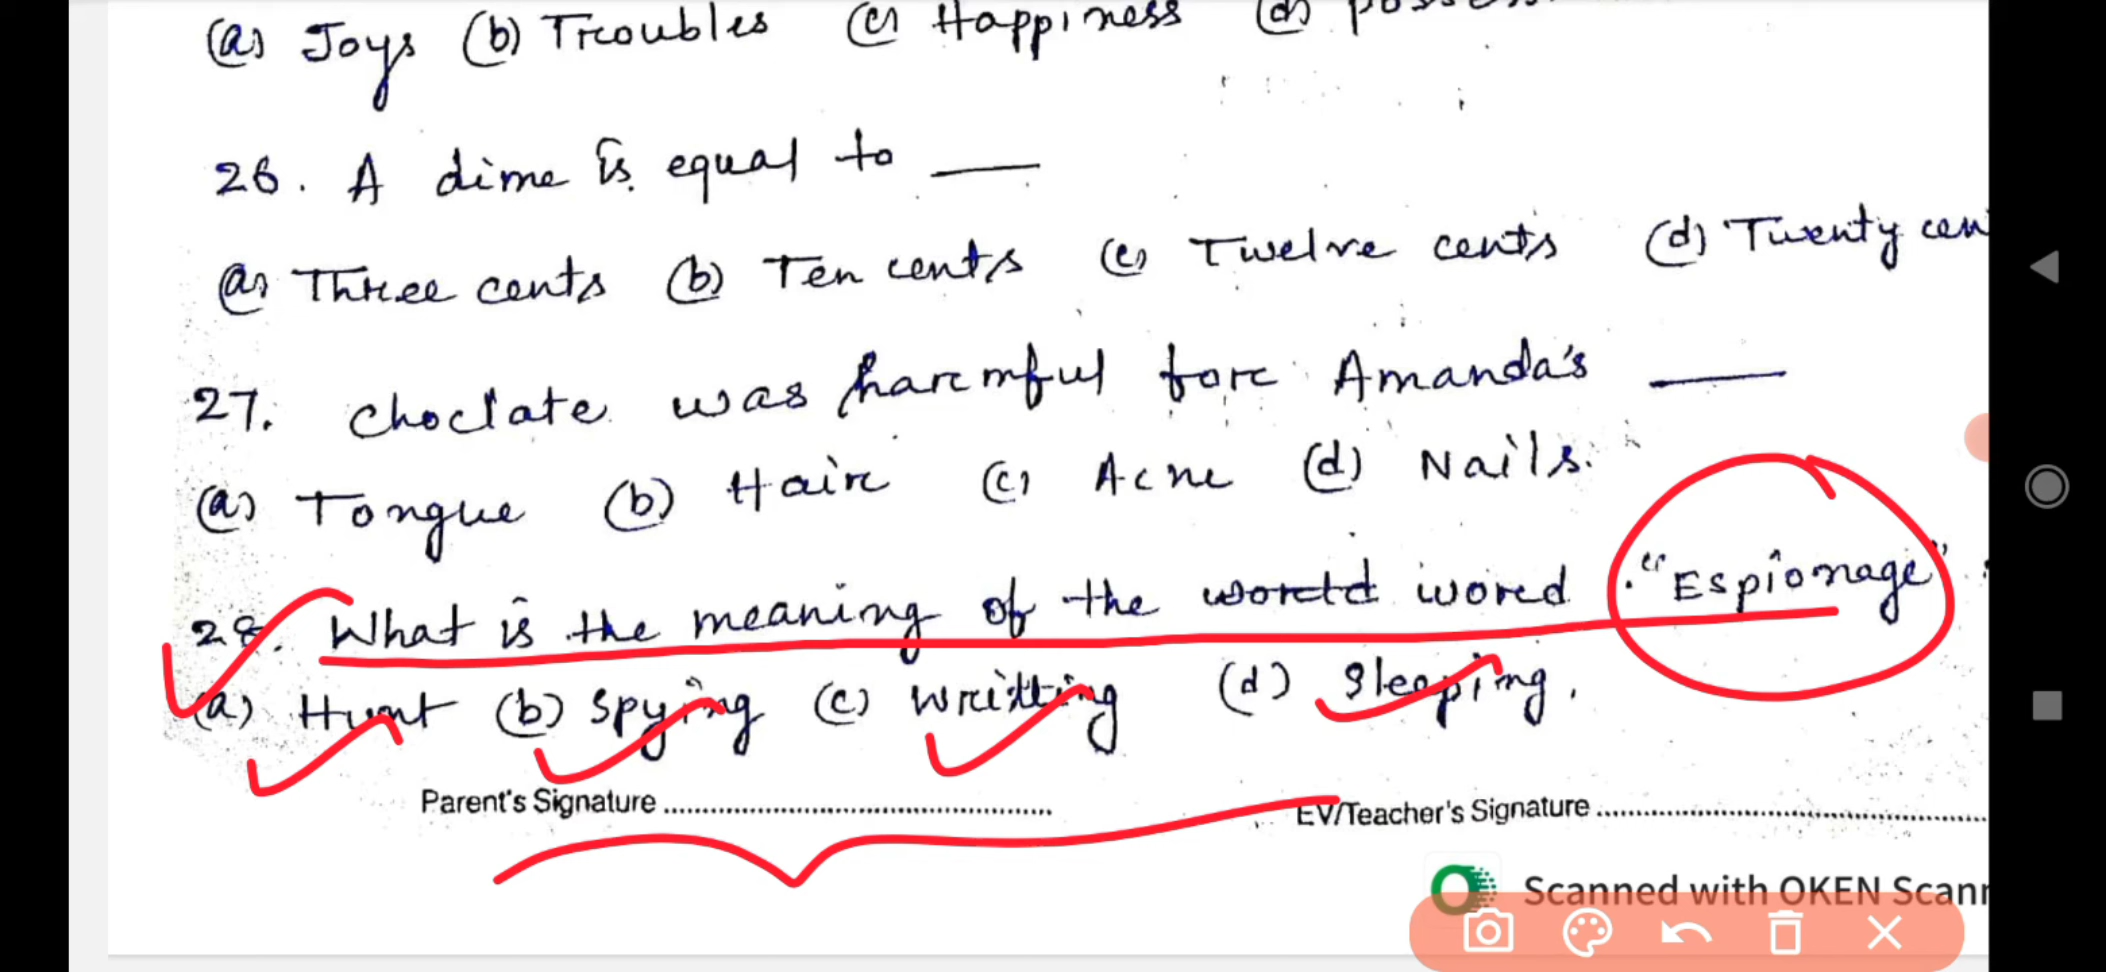 (a) Joys (b) Troubles (c) Happiness (d)
26. A dime is equal to ___
(a) Three cents (b) Ten cents (c) Twelve cents (d) Twenty cen
27. Choclate was harmful for Amanda's ___
(a) Tongue (b) Hair (c) Acne (d) Nails.
28. What is the meaning of the world word "Espionage"
(a) Hunt (b) Spying (c) Writting (d) Sleeping.
Parent's Signature ........................ EV/Teacher's Signature ........................
Scanned with OKEN Scann